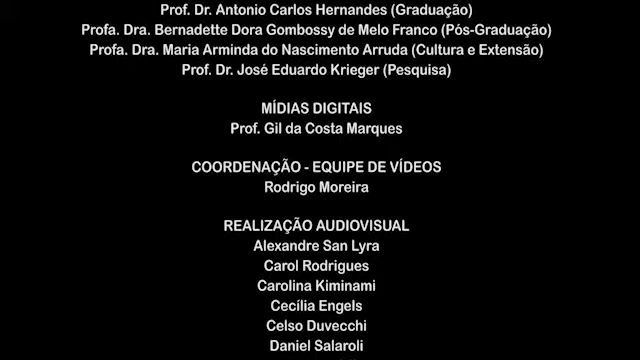 Prof. Dr. Antonio Carlos Hernandes (Graduação)
Profa. Dra. Bernadette Dora Gombossy de Melo Franco (Pós-Graduação)
Profa. Dra. Maria Arminda do Nascimento Arruda (Cultura e Extensão)
Prof. Dr. José Eduardo Krieger (Pesquisa)
MÍDIAS DIGITAIS
Prof. Gil da Costa Marques
COORDENAÇÃO - EQUIPE DE VÍDEOS
Rodrigo Moreira
REALIZAÇÃO AUDIOVISUAL
Alexandre San Lyra
Carol Rodrigues
Carolina Kiminami
Cecília Engels
Celso Duvecchi
Daniel Salaroli